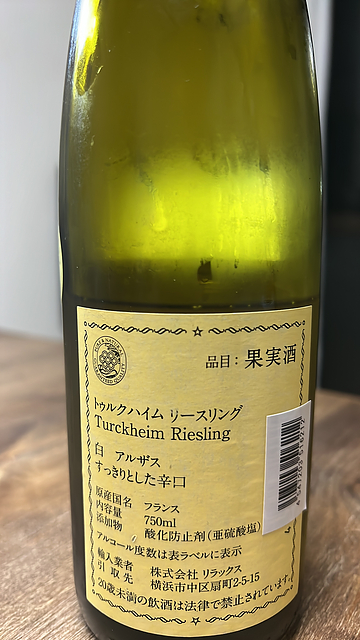 品目：果実酒
トゥルクハイム リースリング
Turckheim Riesling
白 アルザス
すっきりとした辛口
原産国名 フランス
内容量 750ml
添加物 酸化防止剤(亜硫酸塩)
アルコール度数は表ラベルに表示
輸入業者 株式会社 リラックス
引取先 横浜市中区扇町2-5-15
20歳未満の飲酒は法律で禁止されています。